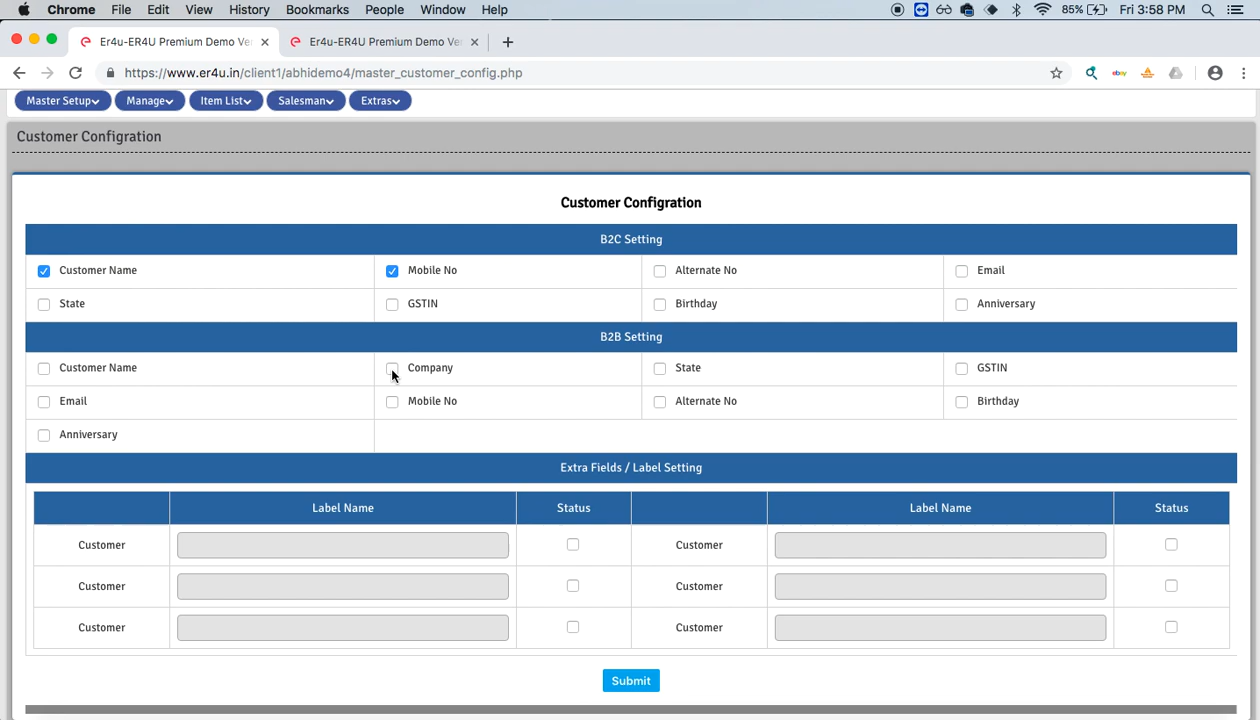 Chrome File Edit View History Bookmarks People Window Help 85% Fri 3:58 PM
Er4u-ER4U Premium Demo Ve Er4u-ER4U Premium Demo Ve
https://www.er4u.in/client1/abhidemo4/master_customer_config.php ebay
Master Setup Manage Item List Salesman Extras
Customer Configration
Customer Configration
B2C Setting
Customer Name Mobile No Alternate No Email
State GSTIN Birthday Anniversary
B2B Setting
Customer Name Company State GSTIN
Email Mobile No Alternate No Birthday
Anniversary
Extra Fields / Label Setting
Label Name Status Label Name Status
Customer Customer
Customer Customer
Customer Customer
Submit